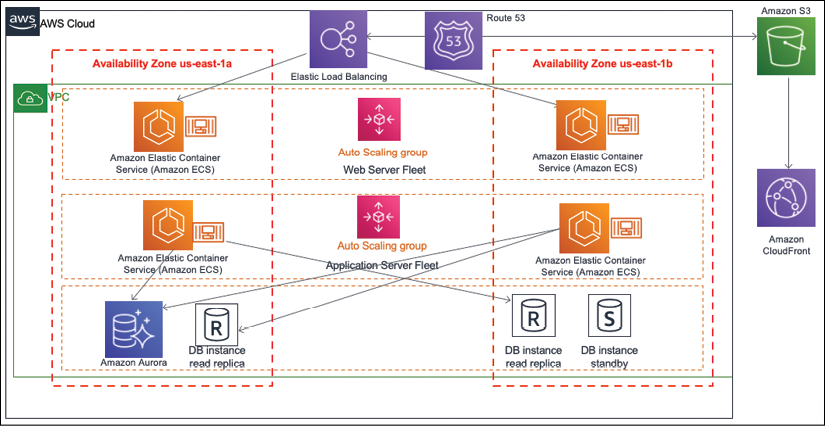 aws
AWS Cloud
Route 53
53
Amazon S3
Elastic Load Balancing
Availability Zone us-east-1a
Availability Zone us-east-1b
VPC
Amazon Elastic Container
Service (Amazon ECS)
Auto Scaling group
Web Server Fleet
Amazon Elastic Container
Service (Amazon ECS)
Amazon
CloudFront
Amazon Elastic Container
Service (Amazon ECS)
Auto Scaling group
Application Server Fleet
Amazon Elastic Container
Service (Amazon ECS)
Amazon Aurora
R
DB instance
read replica
R
DB instance
read replica
S
DB instance
standby